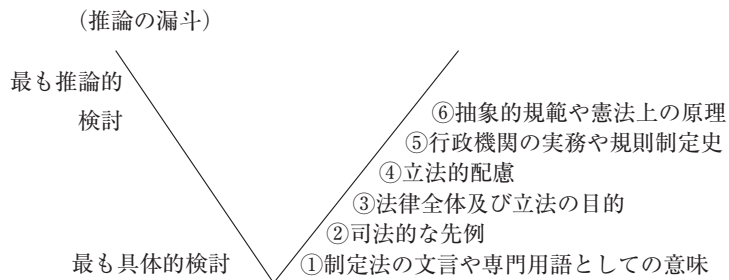 （推論の漏斗）
最も推論的
検討
⑥抽象的規範や憲法上の原理
⑤行政機関の実務や規則制定史
④立法的配慮
③法律全体及び立法の目的
②司法的な先例
最も具体的検討
①制定法の文言や専門用語としての意味